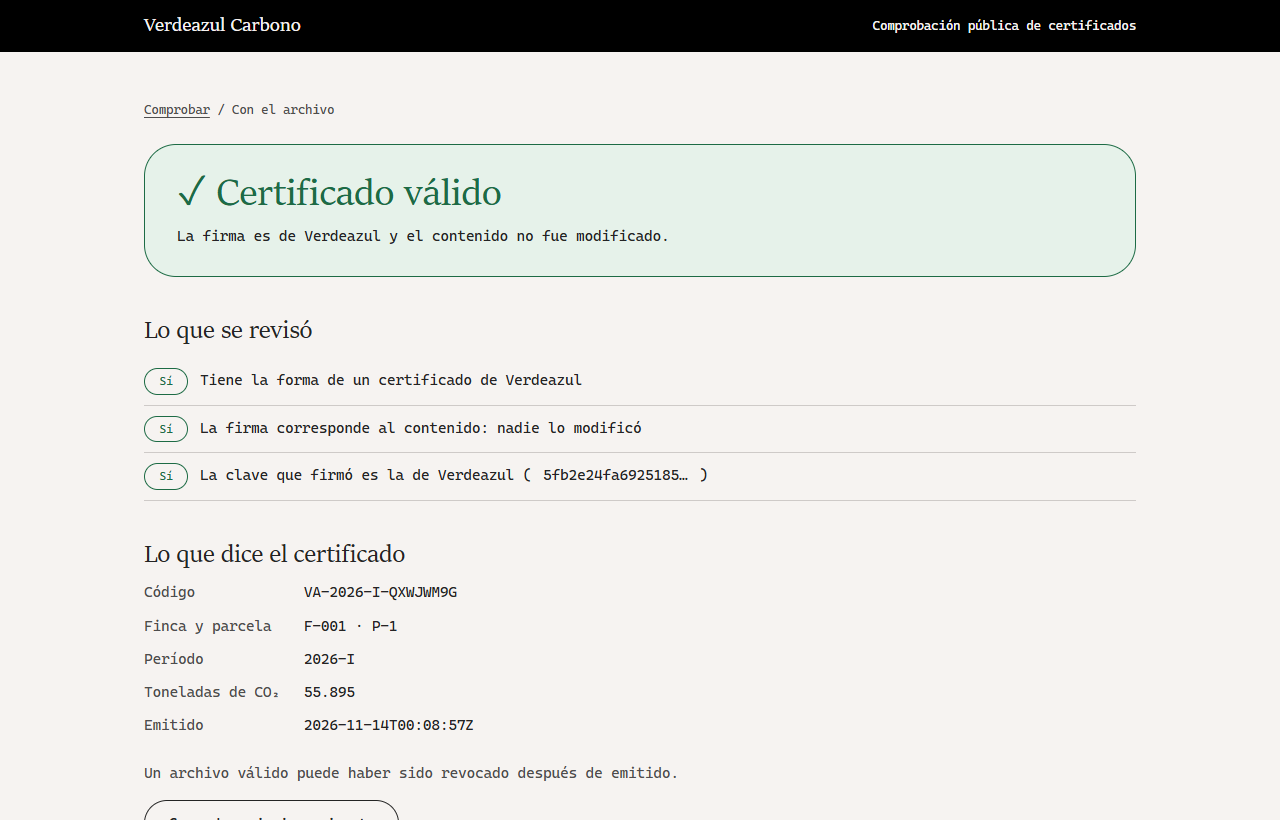 Verdeazul Carbono
Comprobación pública de certificados
Comprobar / Con el archivo
✓ Certificado válido
La firma es de Verdeazul y el contenido no fue modificado.
Lo que se revisó
Sí Tiene la forma de un certificado de Verdeazul
Sí La firma corresponde al contenido: nadie lo modificó
Sí La clave que firmó es la de Verdeazul ( 5fb2e24fa6925185… )
Lo que dice el certificado
Código VA-2026-I-QXWJWM9G
Finca y parcela F-001 · P-1
Período 2026-I
Toneladas de CO₂ 55.895
Emitido 2026-11-14T00:08:57Z
Un archivo válido puede haber sido revocado después de emitido.